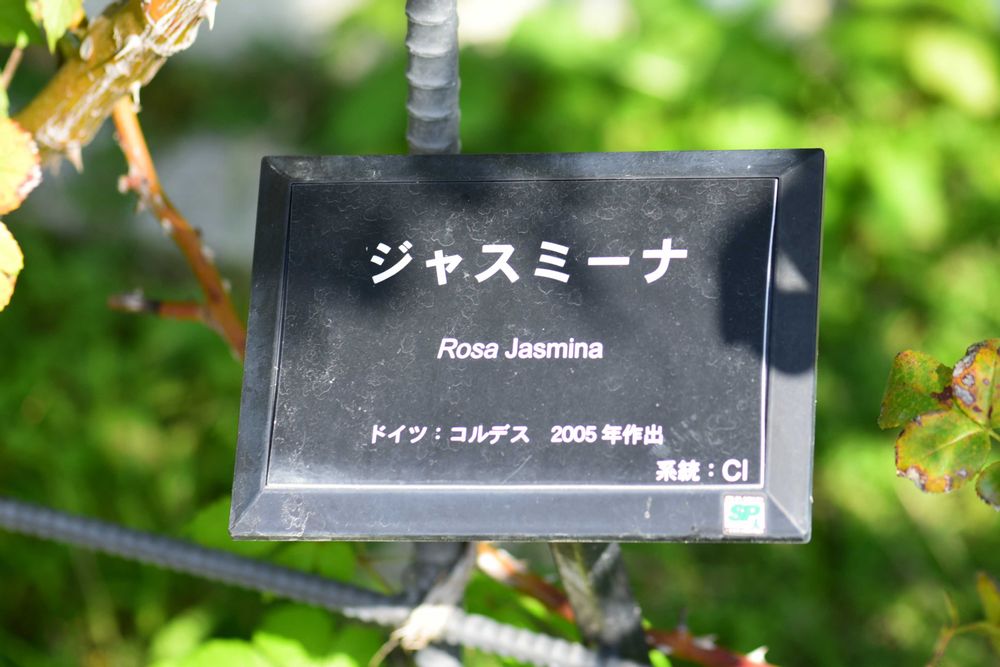 ジャスミーナ
Rosa Jasmina
ドイツ：コルデス　2005 年作出
系統：Cl
SP